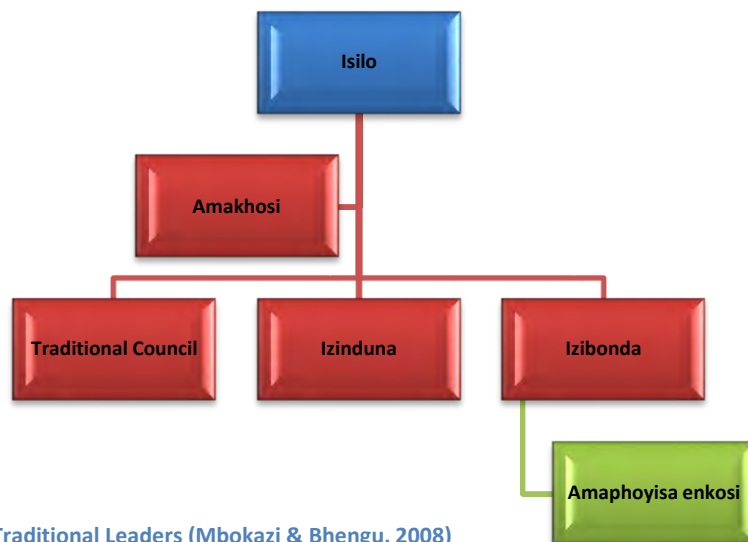 Isilo
Amakhosi
Traditional Council
Izinduna
Izibonda
Amaphoyisa enkosi
Traditional Leaders (Mbokazi & Bhengu, 2008)